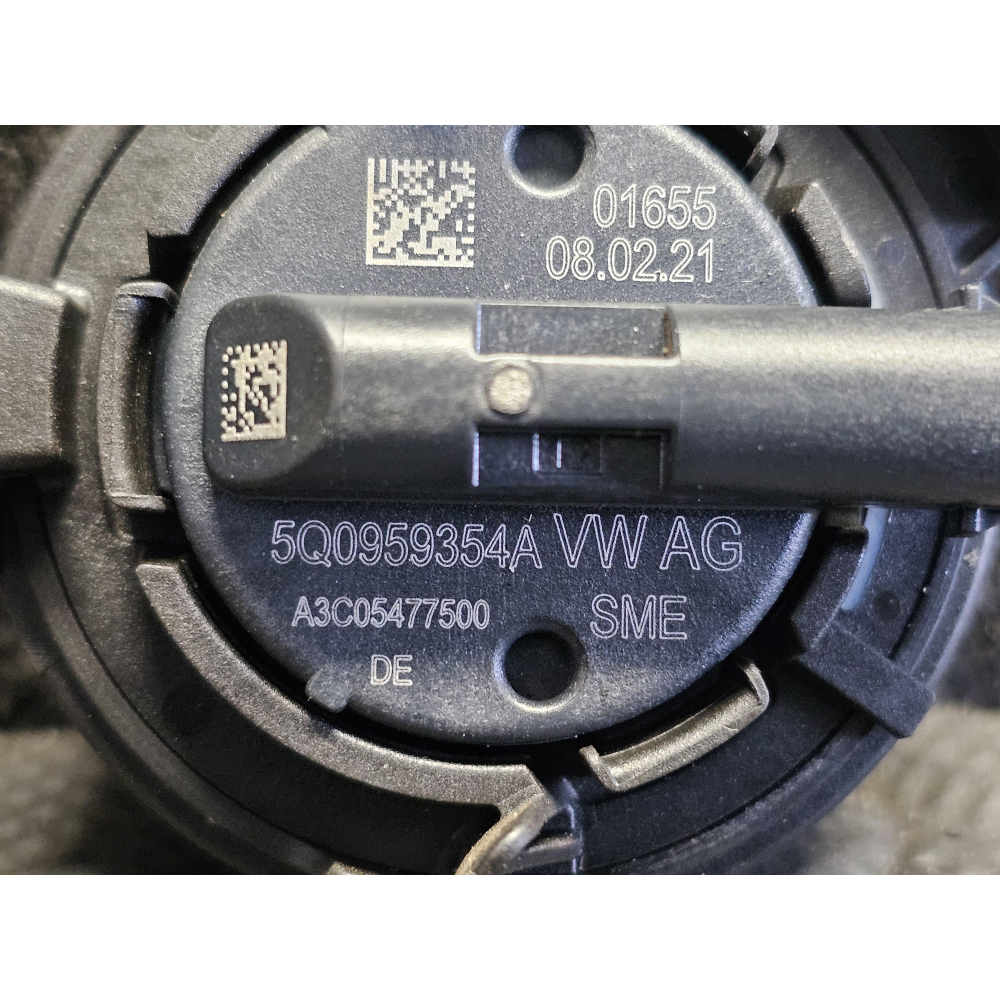 01655
08.02.21
5Q0959354A VW AG
A3C05477500 SME
DE